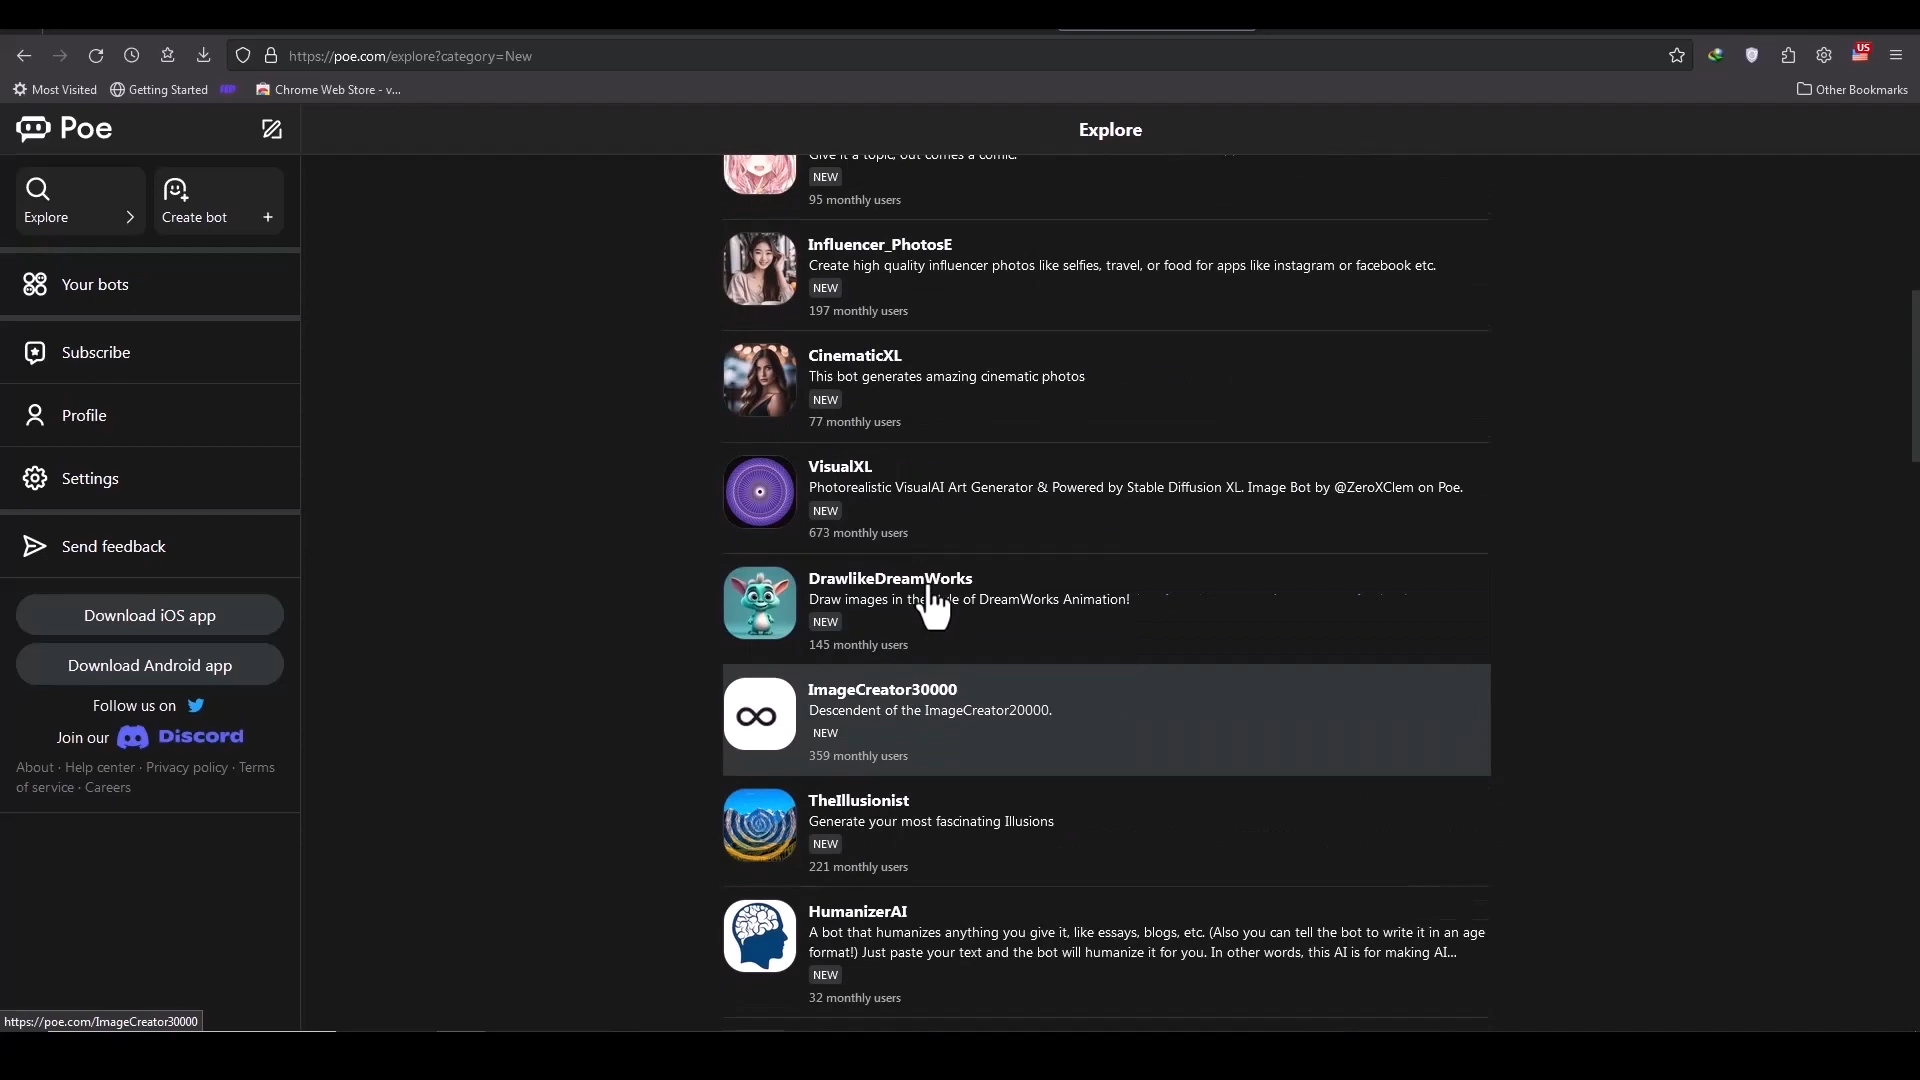 https://poe.com/explore?category=New
US
Most Visited
Getting Started
Chrome Web Store - v...
Other Bookmarks
Poe
Explore
Explore
Create bot
+
Your bots
Subscribe
Profile
Settings
Send feedback
Download iOS app
Download Android app
Follow us on
Join our Discord
About · Help center · Privacy policy · Terms
of service · Careers
Give it a topic, out comes a comic.
NEW
95 monthly users
Influencer_PhotosE
Create high quality influencer photos like selfies, travel, or food for apps like instagram or facebook etc.
NEW
197 monthly users
CinematicXL
This bot generates amazing cinematic photos
NEW
77 monthly users
VisualXL
Photorealistic VisualAI Art Generator & Powered by Stable Diffusion XL. Image Bot by @ZeroXClem on Poe.
NEW
673 monthly users
DrawlikeDreamWorks
Draw images in the style of DreamWorks Animation!
NEW
145 monthly users
ImageCreator30000
Descendent of the ImageCreator20000.
NEW
359 monthly users
TheIllusionist
Generate your most fascinating Illusions
NEW
221 monthly users
HumanizerAI
A bot that humanizes anything you give it, like essays, blogs, etc. (Also you can tell the bot to write it in an age
format!) Just paste your text and the bot will humanize it for you. In other words, this AI is for making AI...
NEW
32 monthly users
https://poe.com/ImageCreator30000